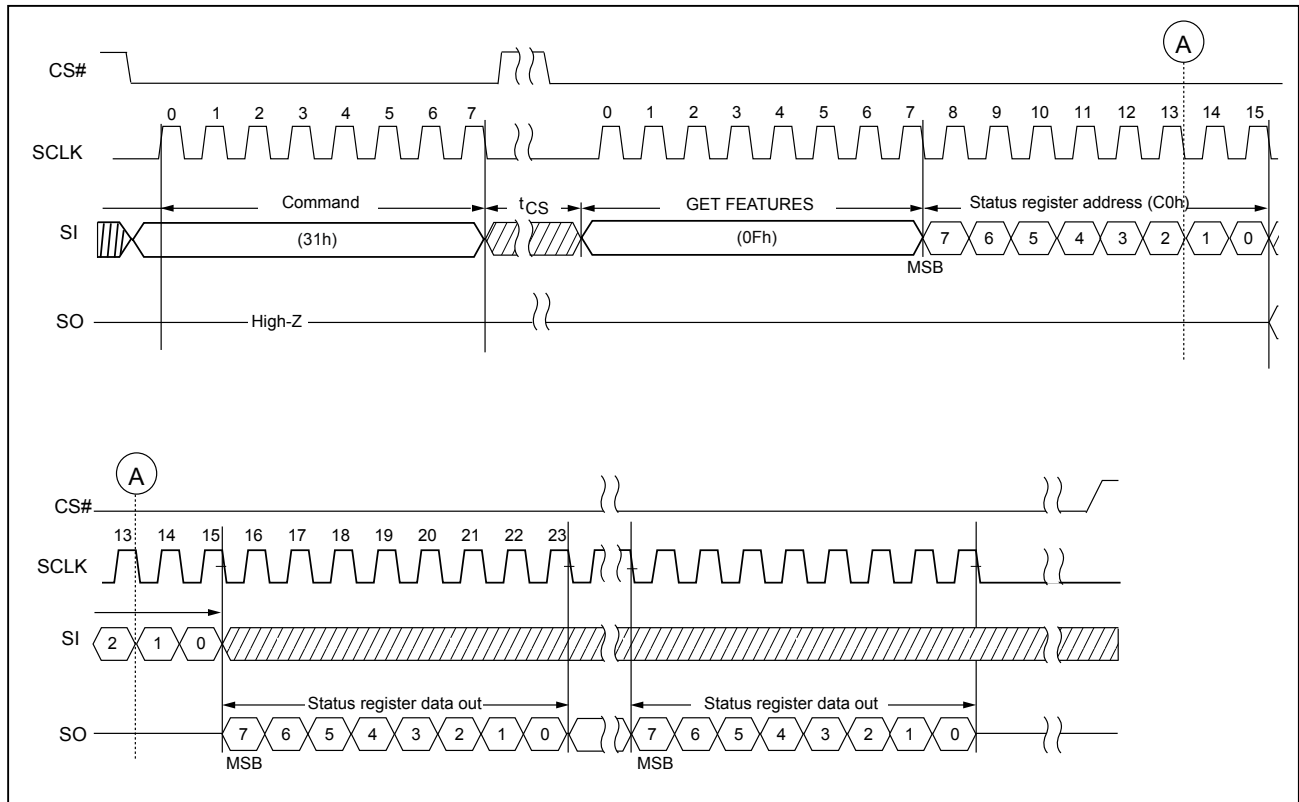 A
CS#
0 1 2 3 4 5 6 7 0 1 2 3 4 5 6 7 8 9 10 11 12 13 14 15
SCLK
Command tCS GET FEATURES Status register address (C0h)
SI (31h) (0Fh) 7 6 5 4 3 2 1 0
MSB
SO High-Z
A
CS#
13 14 15 16 17 18 19 20 21 22 23
SCLK
SI 2 1 0
Status register data out Status register data out
SO 7 6 5 4 3 2 1 0 7 6 5 4 3 2 1 0
MSB MSB